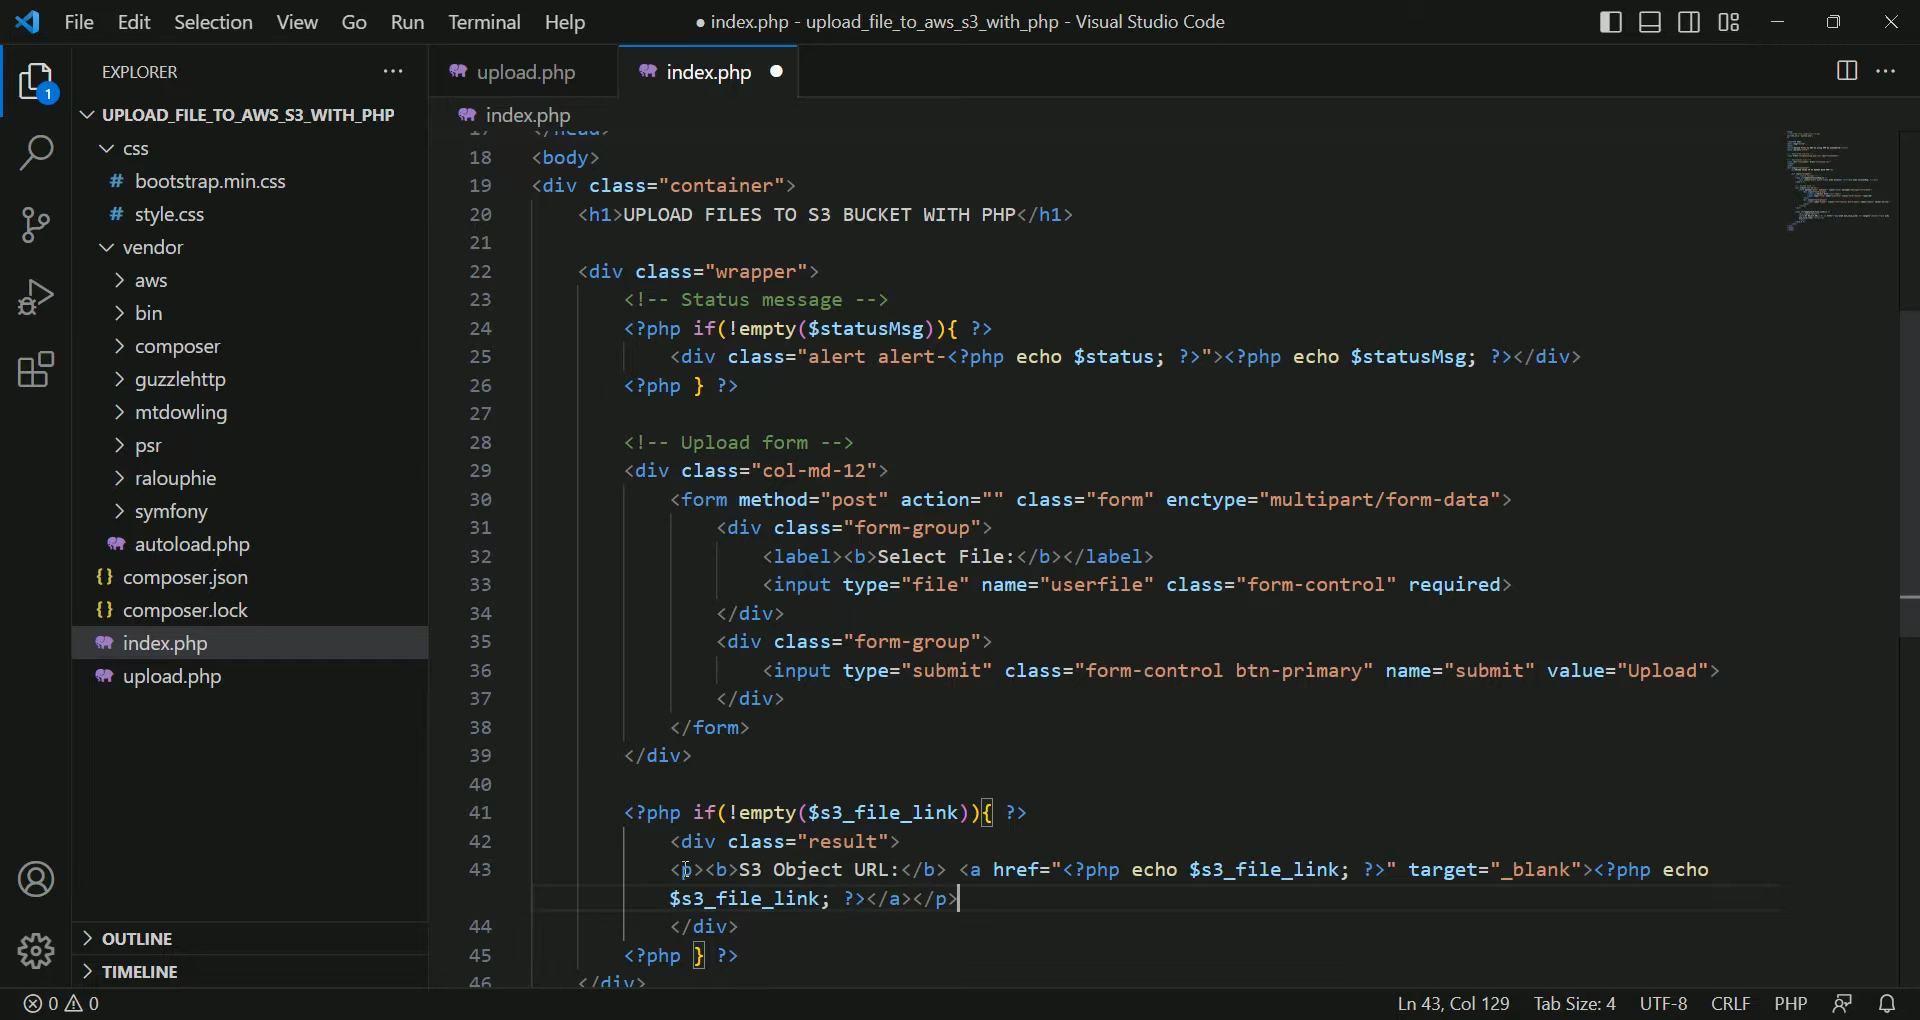 File Edit Selection View Go Run Terminal Help ● index.php - upload_file_to_aws_s3_with_php - Visual Studio Code
EXPLORER
upload.php
index.php
1
UPLOAD_FILE_TO_AWS_S3_WITH_PHP
css
bootstrap.min.css
style.css
vendor
aws
bin
composer
guzzlehttp
mtdowling
psr
ralouphie
symfony
autoload.php
composer.json
composer.lock
index.php
upload.php
OUTLINE
TIMELINE
index.php
17 </head>
18 <body>
19 <div class="container">
20 <h1>UPLOAD FILES TO S3 BUCKET WITH PHP</h1>
21
22 <div class="wrapper">
23 <!-- Status message -->
24 <?php if(!empty($statusMsg)){ ?>
25 <div class="alert alert-<?php echo $status; ?>"><?php echo $statusMsg; ?></div>
26 <?php } ?>
27
28 <!-- Upload form -->
29 <div class="col-md-12">
30 <form method="post" action="" class="form" enctype="multipart/form-data">
31 <div class="form-group">
32 <label><b>Select File:</b></label>
33 <input type="file" name="userfile" class="form-control" required>
34 </div>
35 <div class="form-group">
36 <input type="submit" class="form-control btn-primary" name="submit" value="Upload">
37 </div>
38 </form>
39 </div>
40
41 <?php if(!empty($s3_file_link)){ ?>
42 <div class="result">
43 <p><b>S3 Object URL:</b> <a href="<?php echo $s3_file_link; ?>" target="_blank"><?php echo
$s3_file_link; ?></a></p>
44 </div>
45 <?php } ?>
46 </div>
0 0 Ln 43, Col 129 Tab Size: 4 UTF-8 CRLF PHP